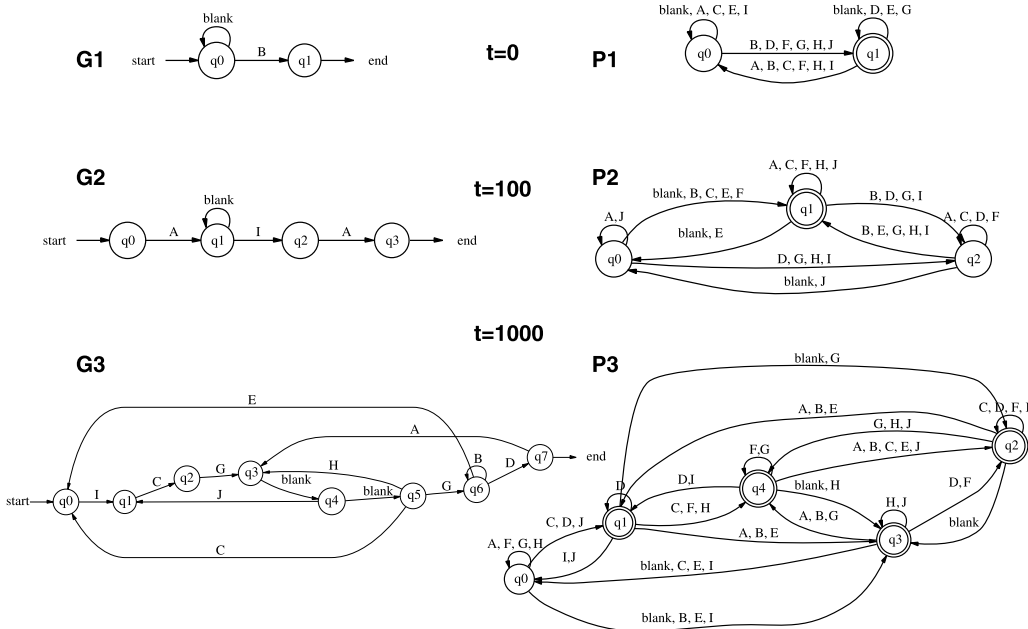 G1
start
q0
blank
B
q1
end
t=0
P1
blank, A, C, E, I
q0
B, D, F, G, H, J
A, B, C, F, H, I
blank, D, E, G
q1
G2
start
q0
A
blank
q1
I
q2
A
q3
end
t=100
P2
A, C, F, H, J
q1
blank, B, C, E, F
B, D, G, I
A,J
q0
blank, E
B, E, G, H, I
A, C, D, F
q2
D, G, H, I
blank, J
t=1000
G3
E
A
start
q0
I
q1
C
q2
G
q3
H
blank
J
q4
blank
q5
G
B
q6
D
q7
end
C
P3
blank, G
A, B, E
C, D, F,
G, H, J
q2
A, B, C, E, J
F,G
q4
D,I
blank, H
D,F
D
q1
C, F, H
A, B,G
H, J
q3
blank
C, D, J
A, B, E
A, F, G,H
q0
I,J
blank, C, E, I
blank, B, E, I